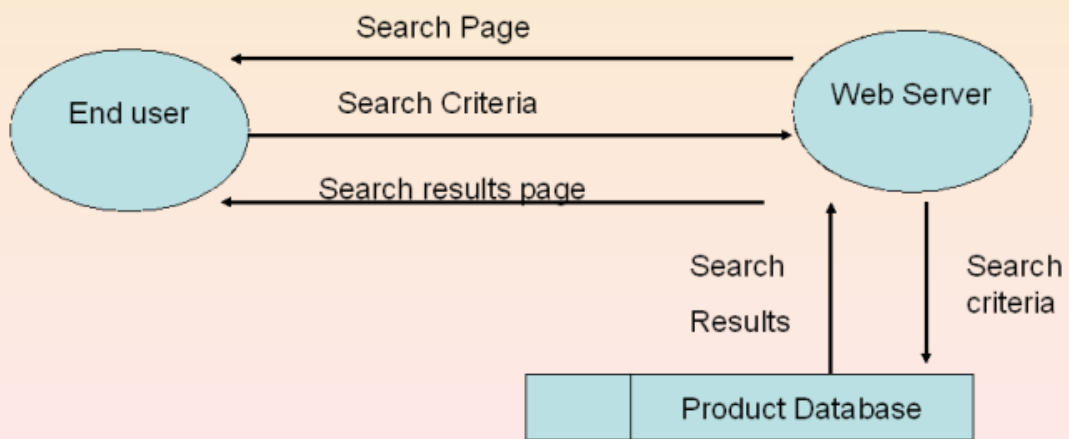 Search Page
End user
Web Server
Search Criteria
Search results page
Search
Results
Search
criteria
Product Database